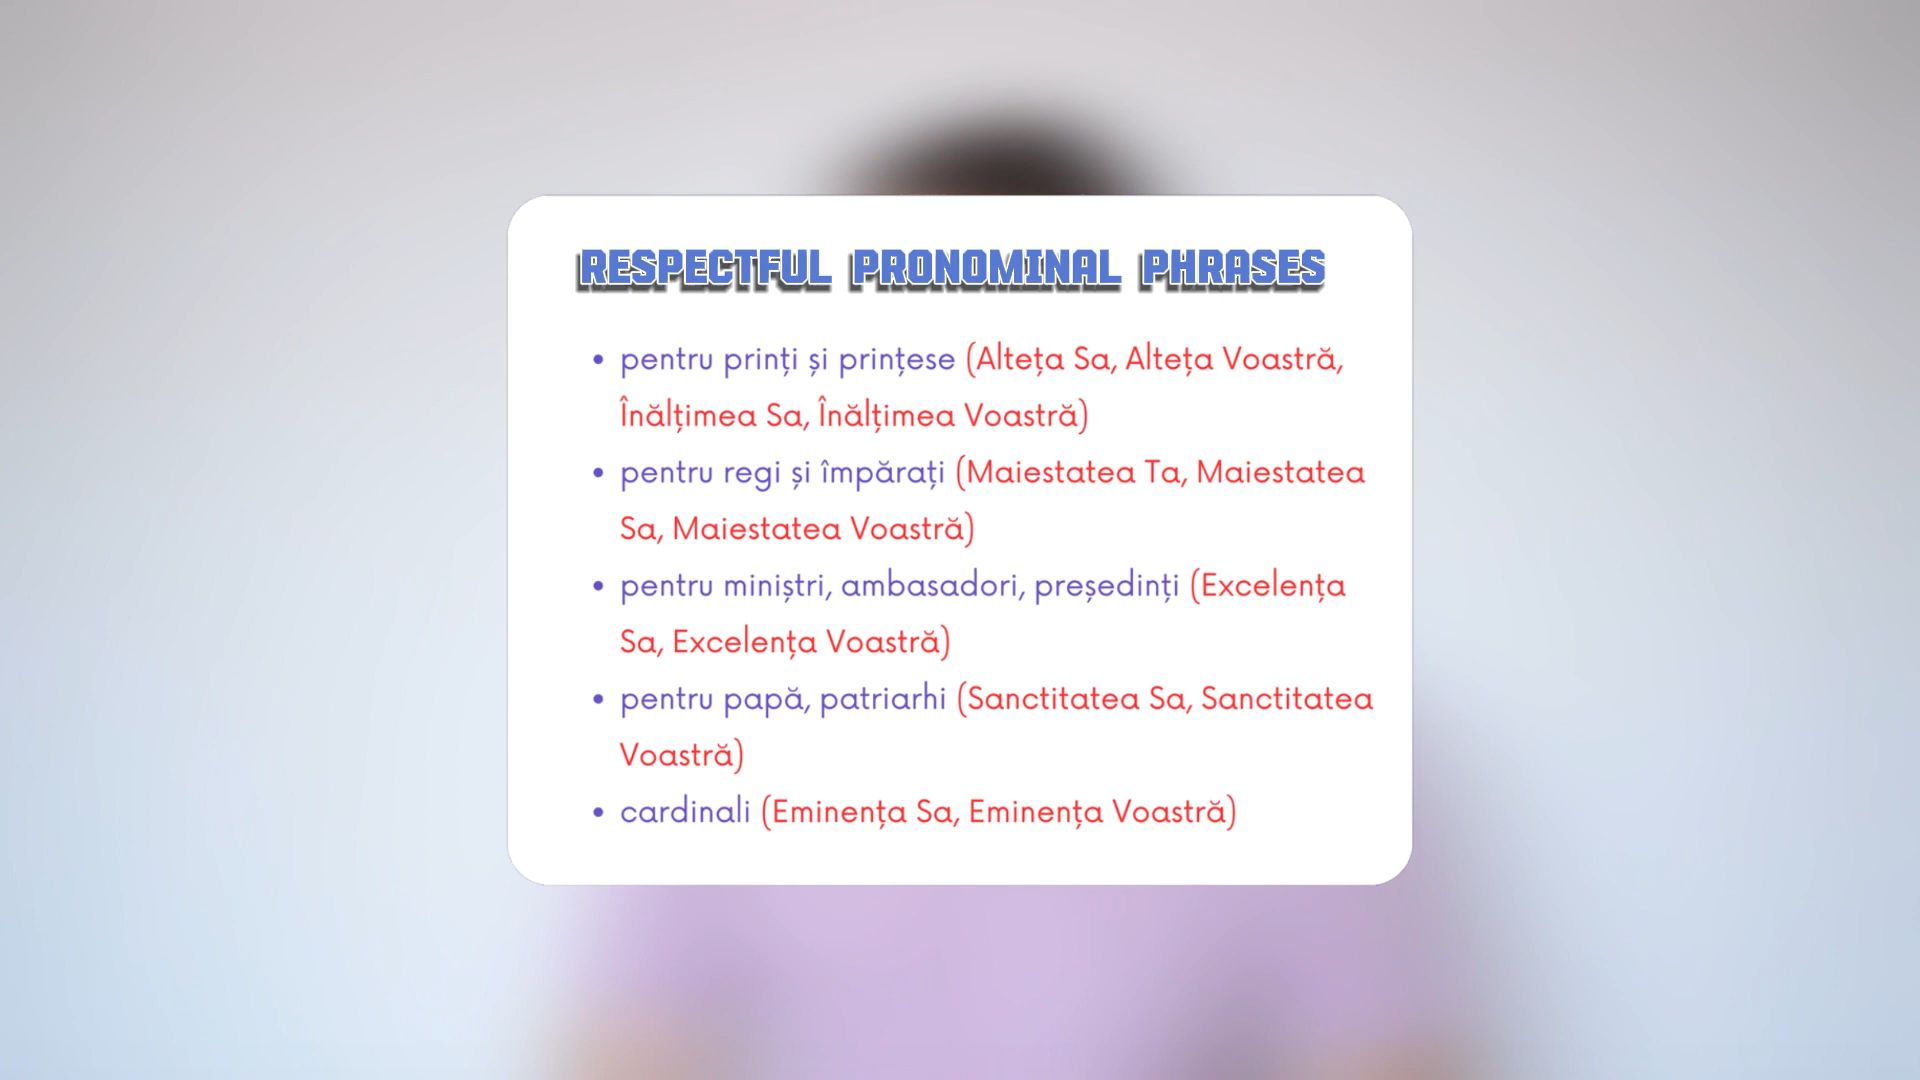 RESPECTFUL PRONOMINAL PHRASES
• pentru prinți și prințese (Alteța Sa, Alteța Voastră,
Înălțimea Sa, Înălțimea Voastră)
• pentru regi și împărați (Maiestatea Ta, Maiestatea
Sa, Maiestatea Voastră)
• pentru miniștri, ambasadori, președinți (Excelența
Sa, Excelența Voastră)
• pentru papă, patriarhi (Sanctitatea Sa, Sanctitatea
Voastră)
• cardinali (Eminența Sa, Eminența Voastră)